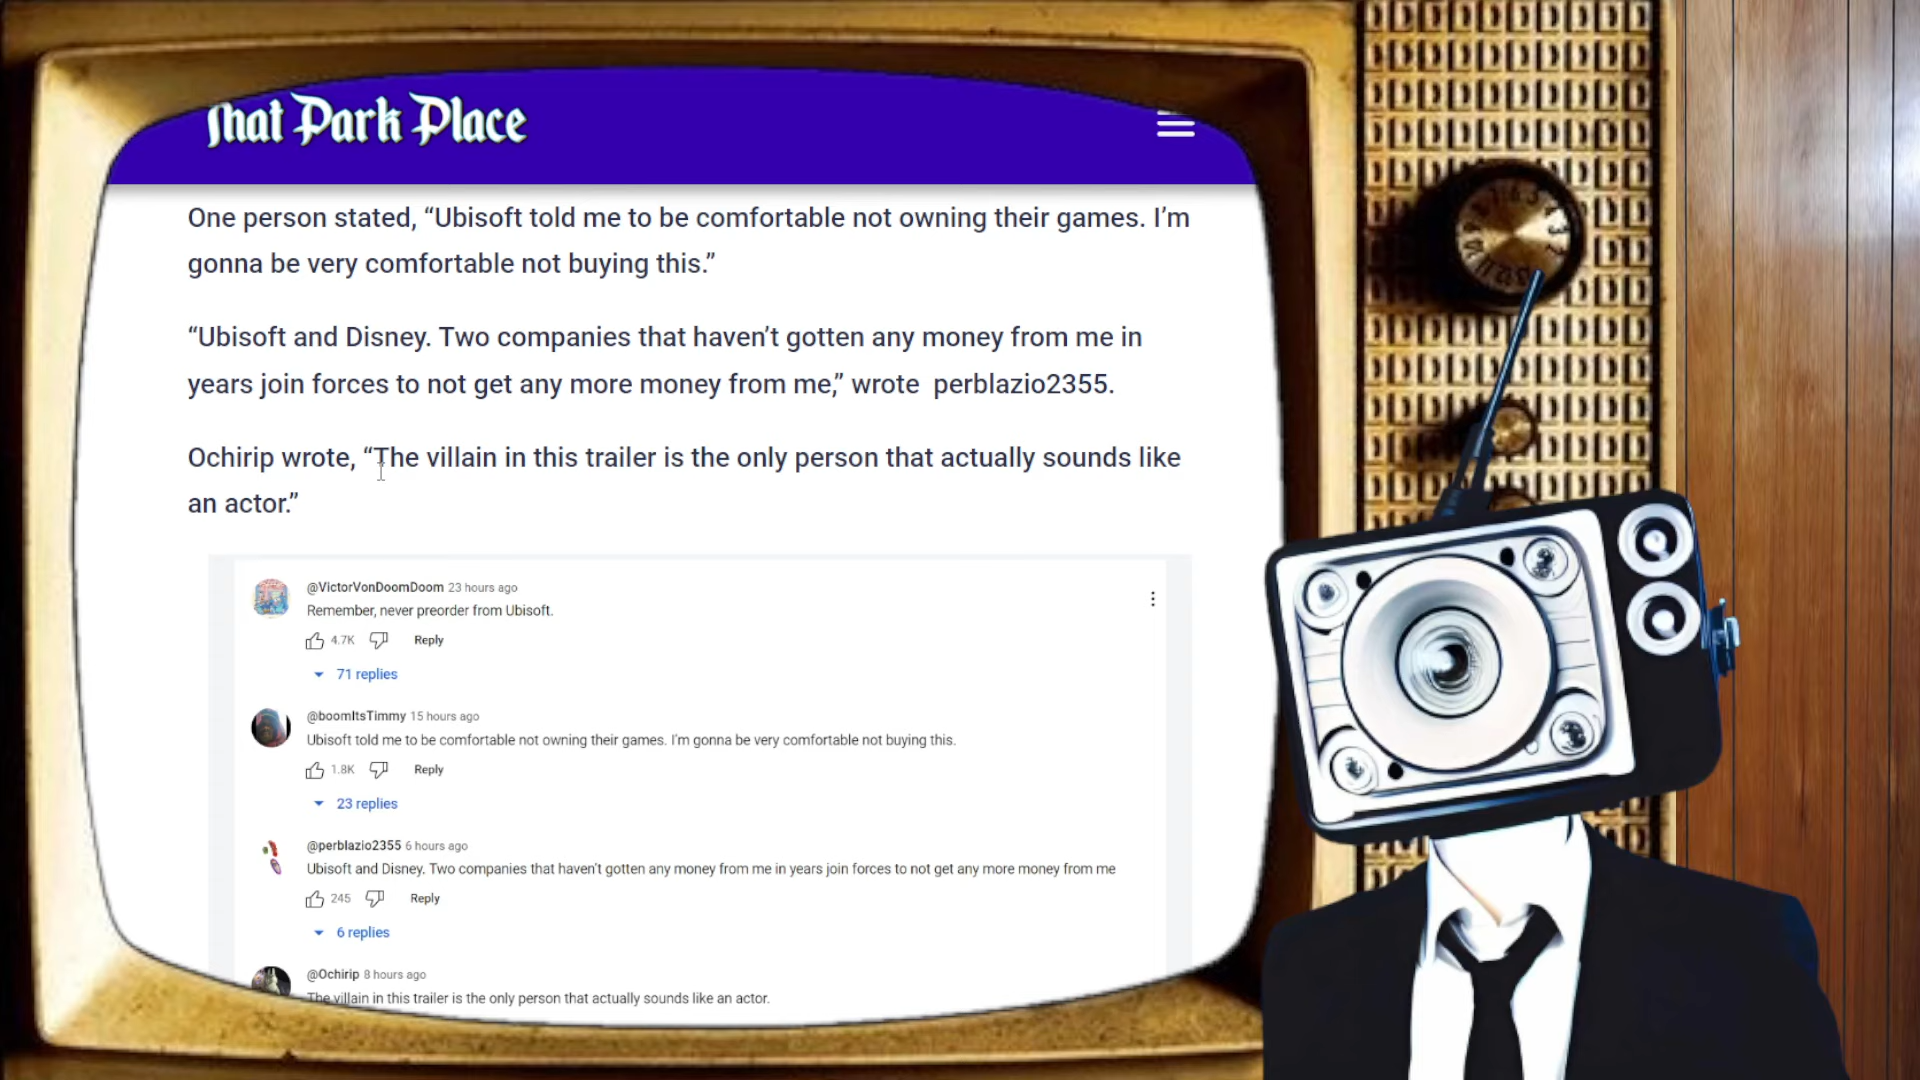 That Park Place
One person stated, “Ubisoft told me to be comfortable not owning their games. I’m
gonna be very comfortable not buying this.”
“Ubisoft and Disney. Two companies that haven’t gotten any money from me in
years join forces to not get any more money from me,” wrote perblazio2355.
Ochirip wrote, “The villain in this trailer is the only person that actually sounds like
an actor.”
@VictorVonDoomDoom 23 hours ago
Remember, never preorder from Ubisoft.
4.7K Reply
71 replies
@boomItsTimmy 15 hours ago
Ubisoft told me to be comfortable not owning their games. I'm gonna be very comfortable not buying this.
1.8K Reply
23 replies
@perblazio2355 6 hours ago
Ubisoft and Disney. Two companies that haven't gotten any money from me in years join forces to not get any more money from me
245 Reply
6 replies
@Ochirip 8 hours ago
The villain in this trailer is the only person that actually sounds like an actor.